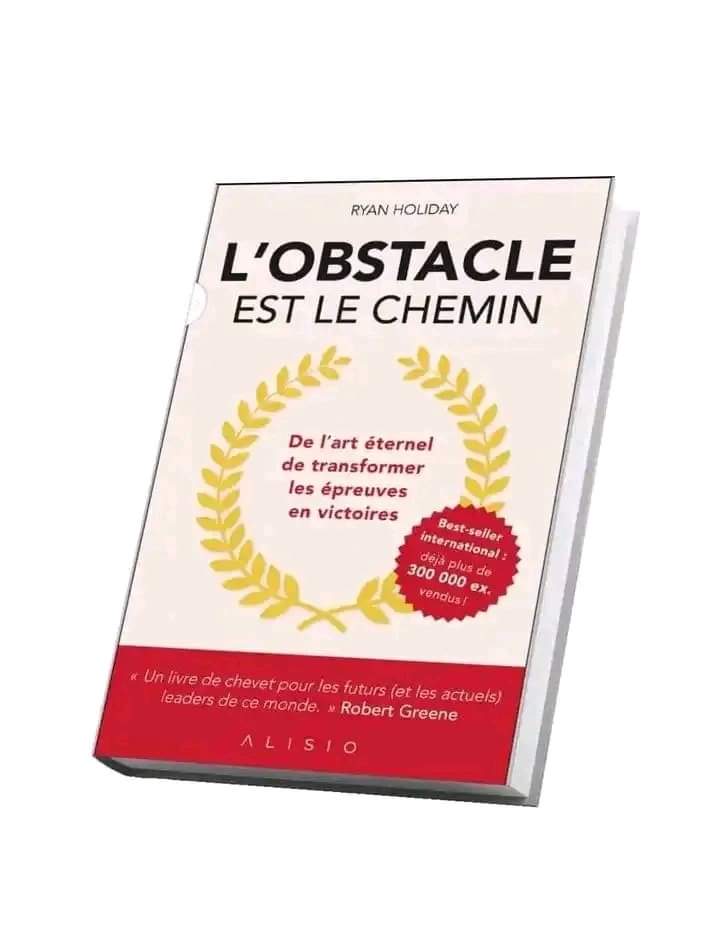 RYAN HOLIDAY
L'OBSTACLE
EST LE CHEMIN
De l'art éternel
de transformer
les épreuves
en victoires
Best-seller
international :
déjà plus de
300 000 ex.
vendus !
« Un livre de chevet pour les futurs (et les actuels)
leaders de ce monde. » Robert Greene
ALISIO